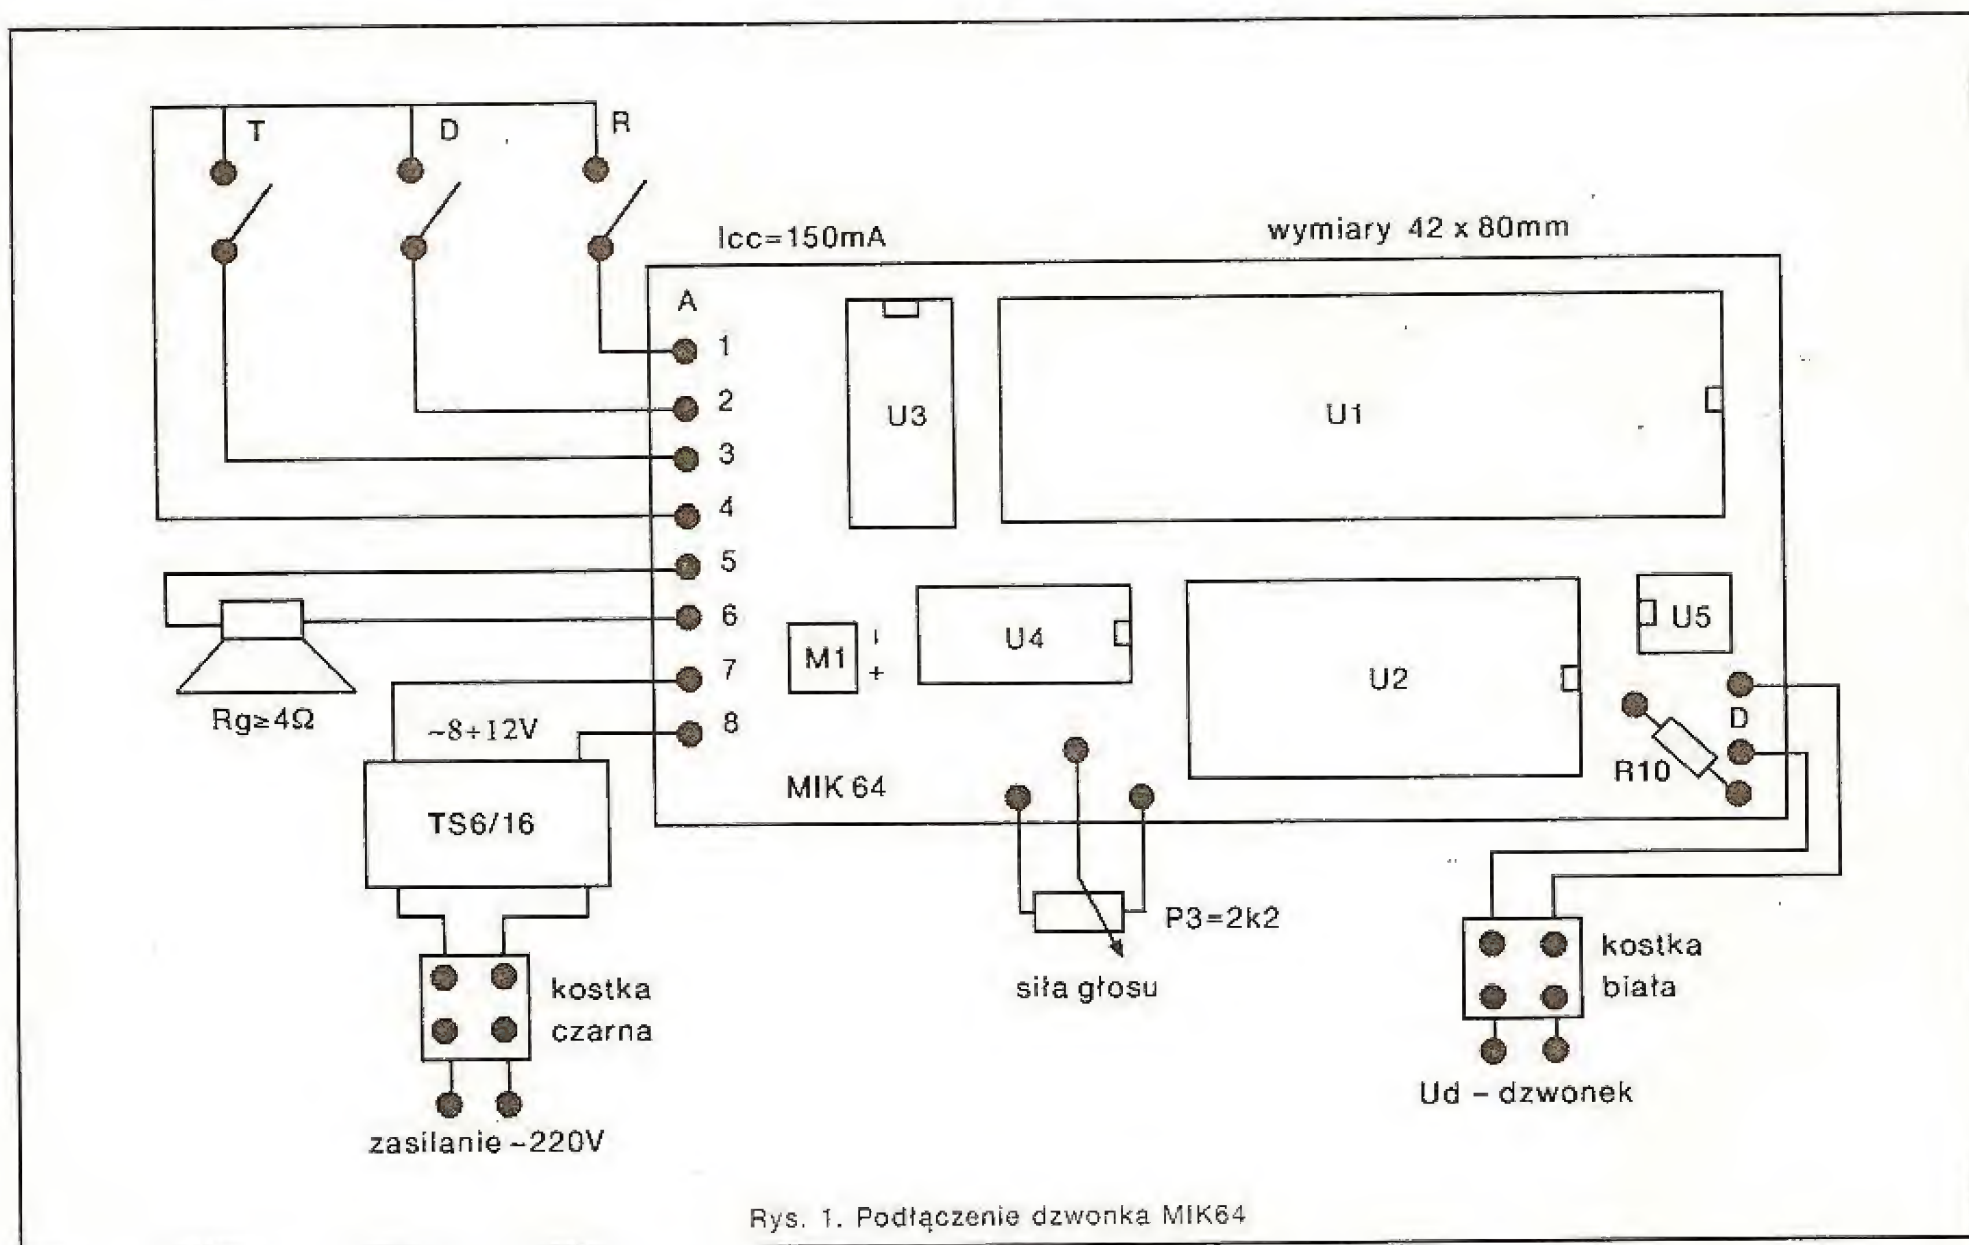 T
D
R
Icc=150mA
wymiary 42 x 80mm
A
1
2
3
4
5
6
7
8
U3
U1
U4
U2
U5
M1
-
+
D
R10
MIK 64
Rg≥4Ω
~8÷12V
TS6/16
P3=2k2
siła głosu
kostka
czarna
kostka
biała
zasilanie ~220V
Ud - dzwonek
Rys. 1. Podłączenie dzwonka MIK64